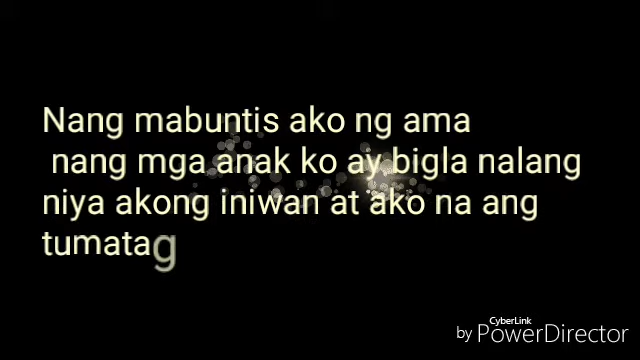 Nang mabuntis ako ng ama
nang mga anak ko ay bigla nalang
niya akong iniwan at ako na ang
tumatag
CyberLink
by PowerDirector